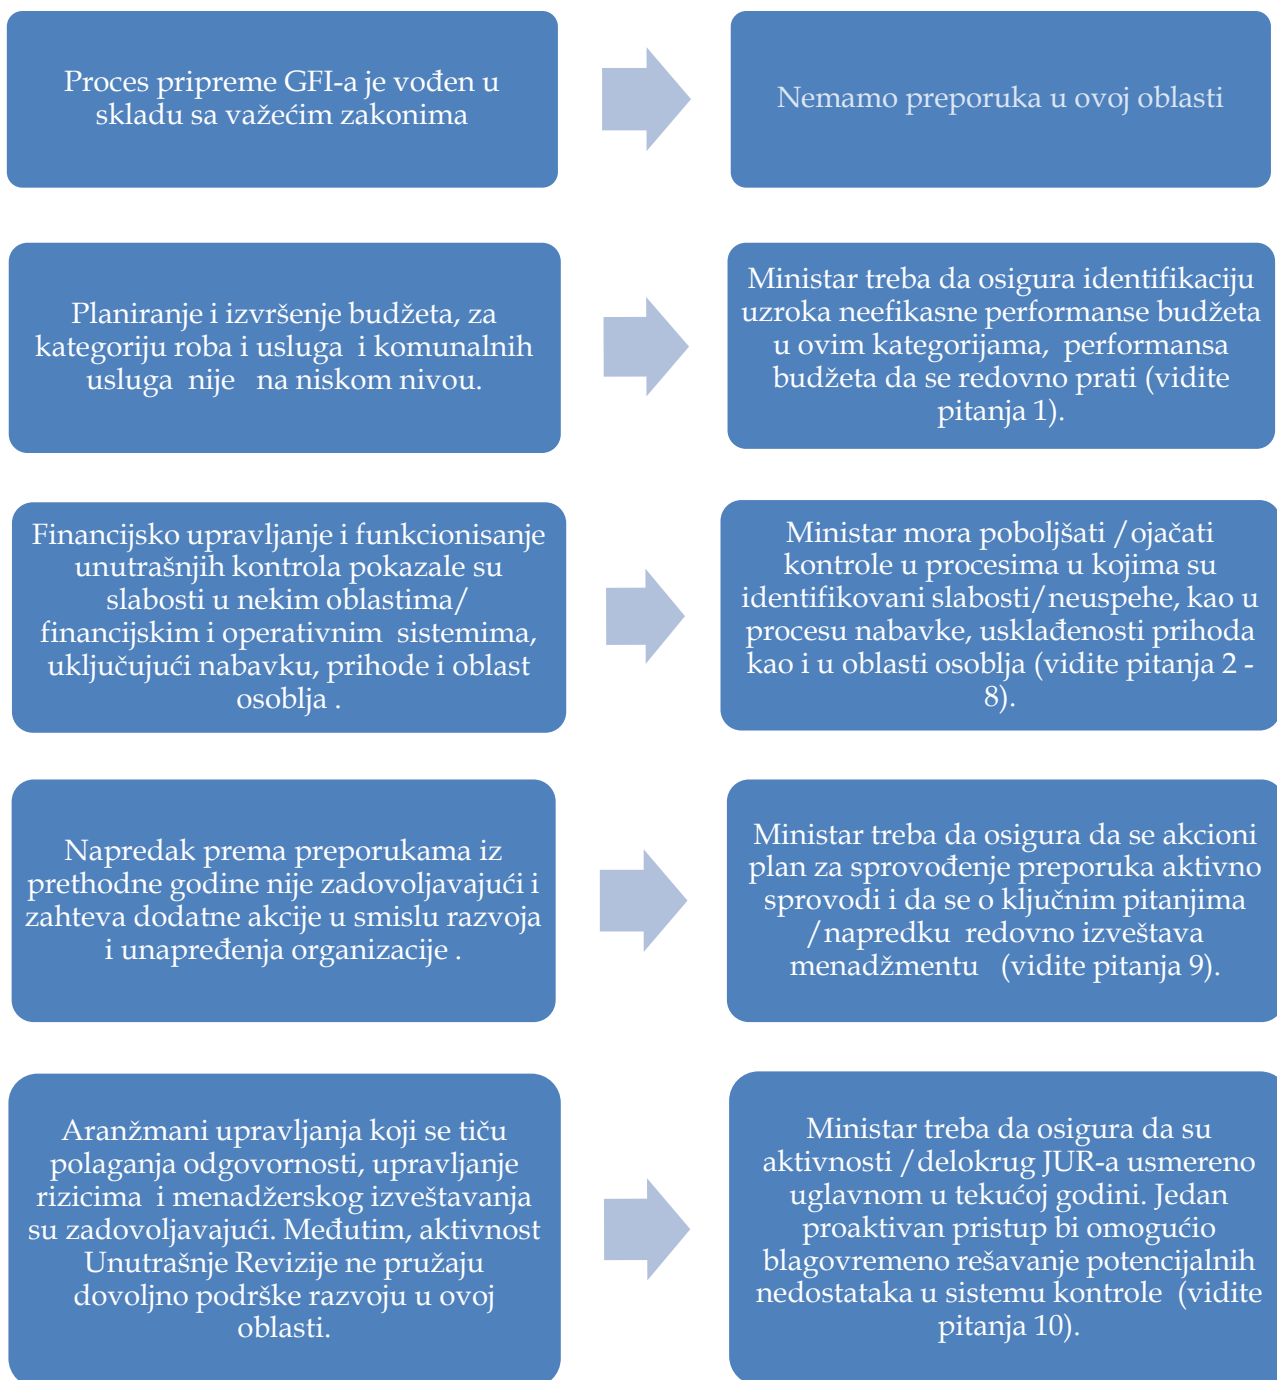 Proces pripreme GFI-a je vođen u
skladu sa važećim zakonima
Nemamo preporuka u ovoj oblasti
Planiranje i izvršenje budžeta, za
kategoriju roba i usluga i komunalnih
usluga nije na niskom nivou.
Ministar treba da osigura identifikaciju
uzroka neefikasne performanse budžeta
u ovim kategorijama, performansa
budžeta da se redovno prati (vidite
pitanja 1).
Financijsko upravljanje i funkcionisanje
unutrašnjih kontrola pokazale su
slabosti u nekim oblastima/
financijskim i operativnim sistemima,
uključujući nabavku, prihode i oblast
osoblja .
Ministar mora poboljšati /ojačati
kontrole u procesima u kojima su
identifikovani slabosti/neuspehe, kao u
procesu nabavke, usklađenosti prihoda
kao i u oblasti osoblja (vidite pitanja 2 -
8).
Napredak prema preporukama iz
prethodne godine nije zadovoljavajući i
zahteva dodatne akcije u smislu razvoja
i unapređenja organizacije .
Ministar treba da osigura da se akcioni
plan za sprovođenje preporuka aktivno
sprovodi i da se o ključnim pitanjima
/napredku redovno izveštava
menadžmentu (vidite pitanja 9).
Aranžmani upravljanja koji se tiču
polaganja odgovornosti, upravljanje
rizicima i menadžerskog izveštavanja
su zadovoljavajući. Međutim, aktivnost
Unutrašnje Revizije ne pružaju
dovoljno podrške razvoju u ovoj
oblasti.
Ministar treba da osigura da su
aktivnosti /delokrug JUR-a usmereno
uglavnom u tekućoj godini. Jedan
proaktivan pristup bi omogućio
blagovremeno rešavanje potencijalnih
nedostataka u sistemu kontrole (vidite
pitanja 10).